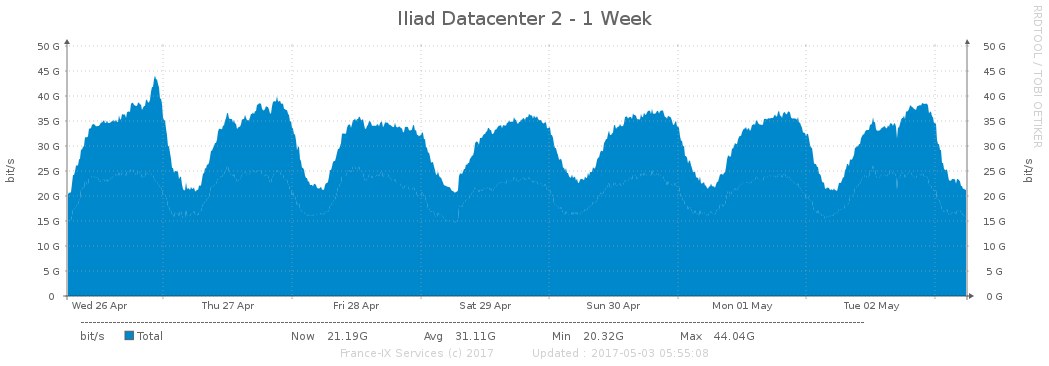 Iliad Datacenter 2 - 1 Week
RRDTOOL / TOBI OETIKER
50 G 50 G
45 G 45 G
40 G 40 G
35 G 35 G
30 G 30 G
25 G 25 G
20 G 20 G
15 G 15 G
10 G 10 G
5 G 5 G
0 0 G
bit/s bit/s
Wed 26 Apr Thu 27 Apr Fri 28 Apr Sat 29 Apr Sun 30 Apr Mon 01 May Tue 02 May
bit/s Total Now 21.19G Avg 31.11G Min 20.32G Max 44.04G
France-IX Services (c) 2017 Updated : 2017-05-03 05:55:08